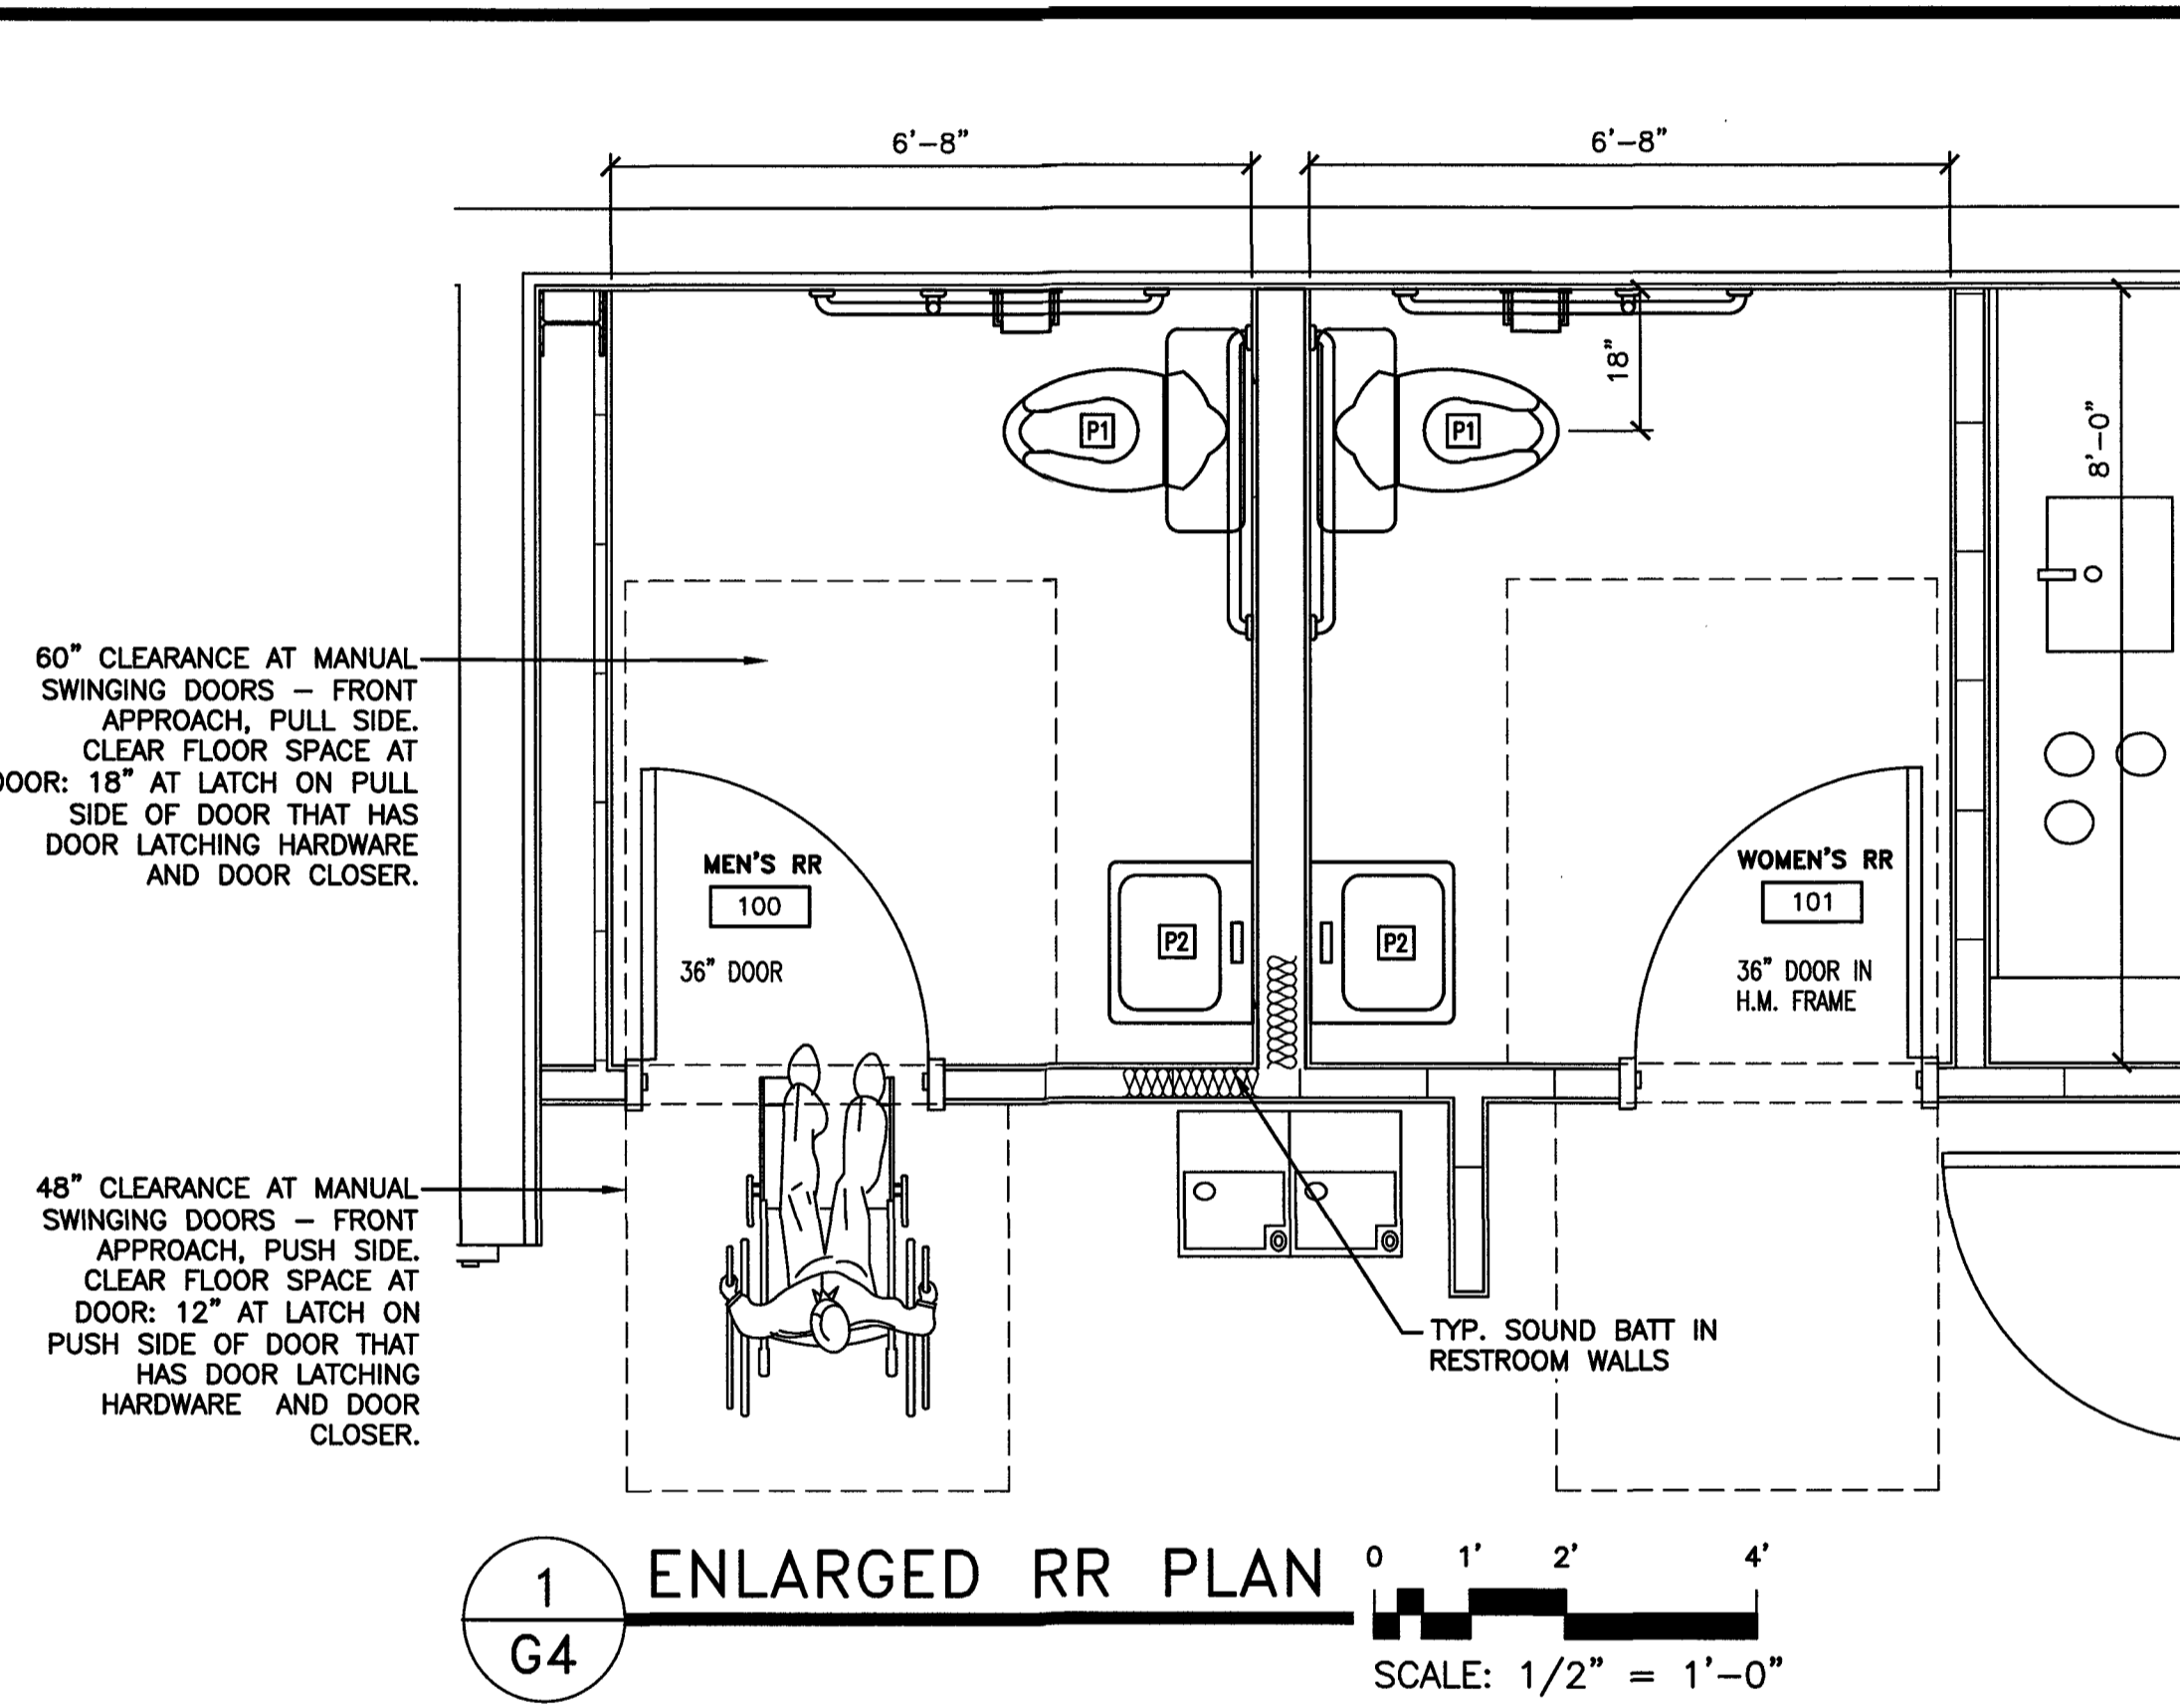 6'-8"
6'-8"
18"
8'-0"
P1
P1
60" CLEARANCE AT MANUAL
SWINGING DOORS – FRONT
APPROACH, PULL SIDE.
CLEAR FLOOR SPACE AT
DOOR: 18" AT LATCH ON PULL
SIDE OF DOOR THAT HAS
DOOR LATCHING HARDWARE
AND DOOR CLOSER.
MEN'S RR
100
36" DOOR
P2
P2
WOMEN'S RR
101
36" DOOR IN
H.M. FRAME
48" CLEARANCE AT MANUAL
SWINGING DOORS – FRONT
APPROACH, PUSH SIDE.
CLEAR FLOOR SPACE AT
DOOR: 12" AT LATCH ON
PUSH SIDE OF DOOR THAT
HAS DOOR LATCHING
HARDWARE AND DOOR
CLOSER.
TYP. SOUND BATT IN
RESTROOM WALLS
1
G4
ENLARGED RR PLAN
0 1' 2' 4'
SCALE: 1/2" = 1'-0"